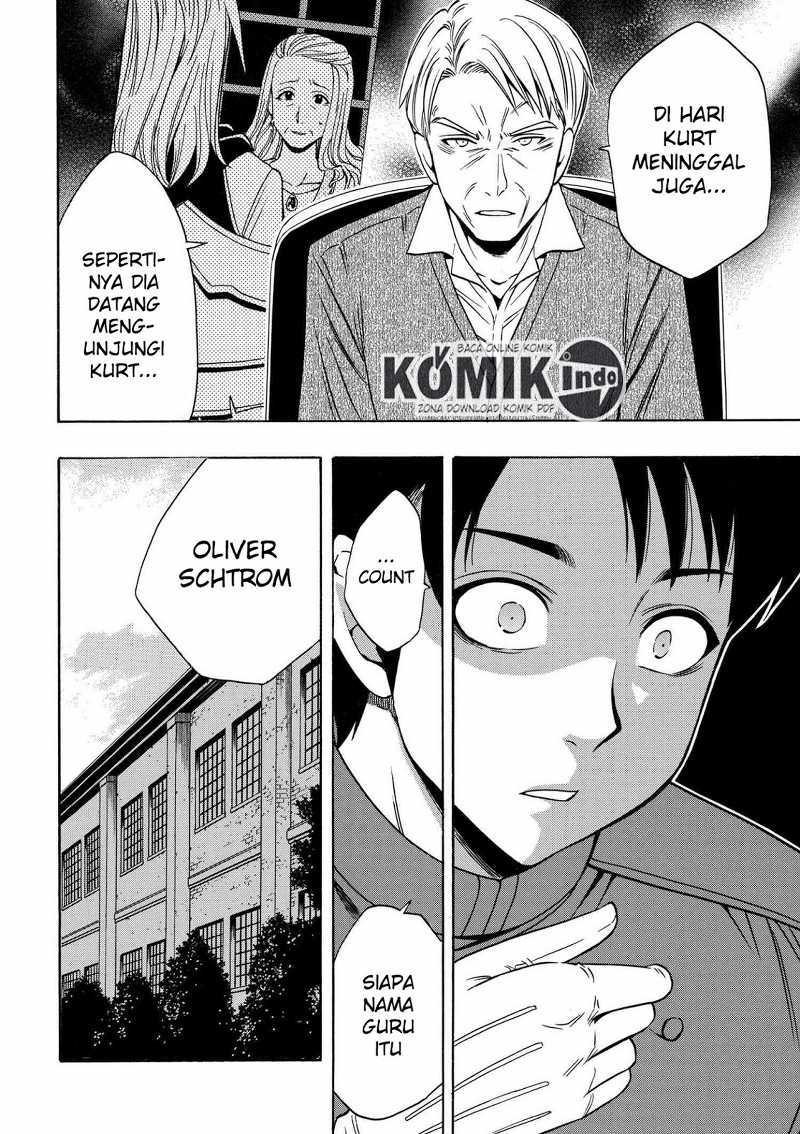 DI HARI
KURT
MENINGGAL
JUGA...
SEPERTI-
NYA DIA
DATANG
MENG-
UNJUNGI
KURT...
BACA ONLINE KOMIK
KOMIK indo
ZONA DOWNLOAD KOMIK PDF
SIAPA
NAMA
GURU
ITU
...
COUNT
OLIVER
SCHTROM